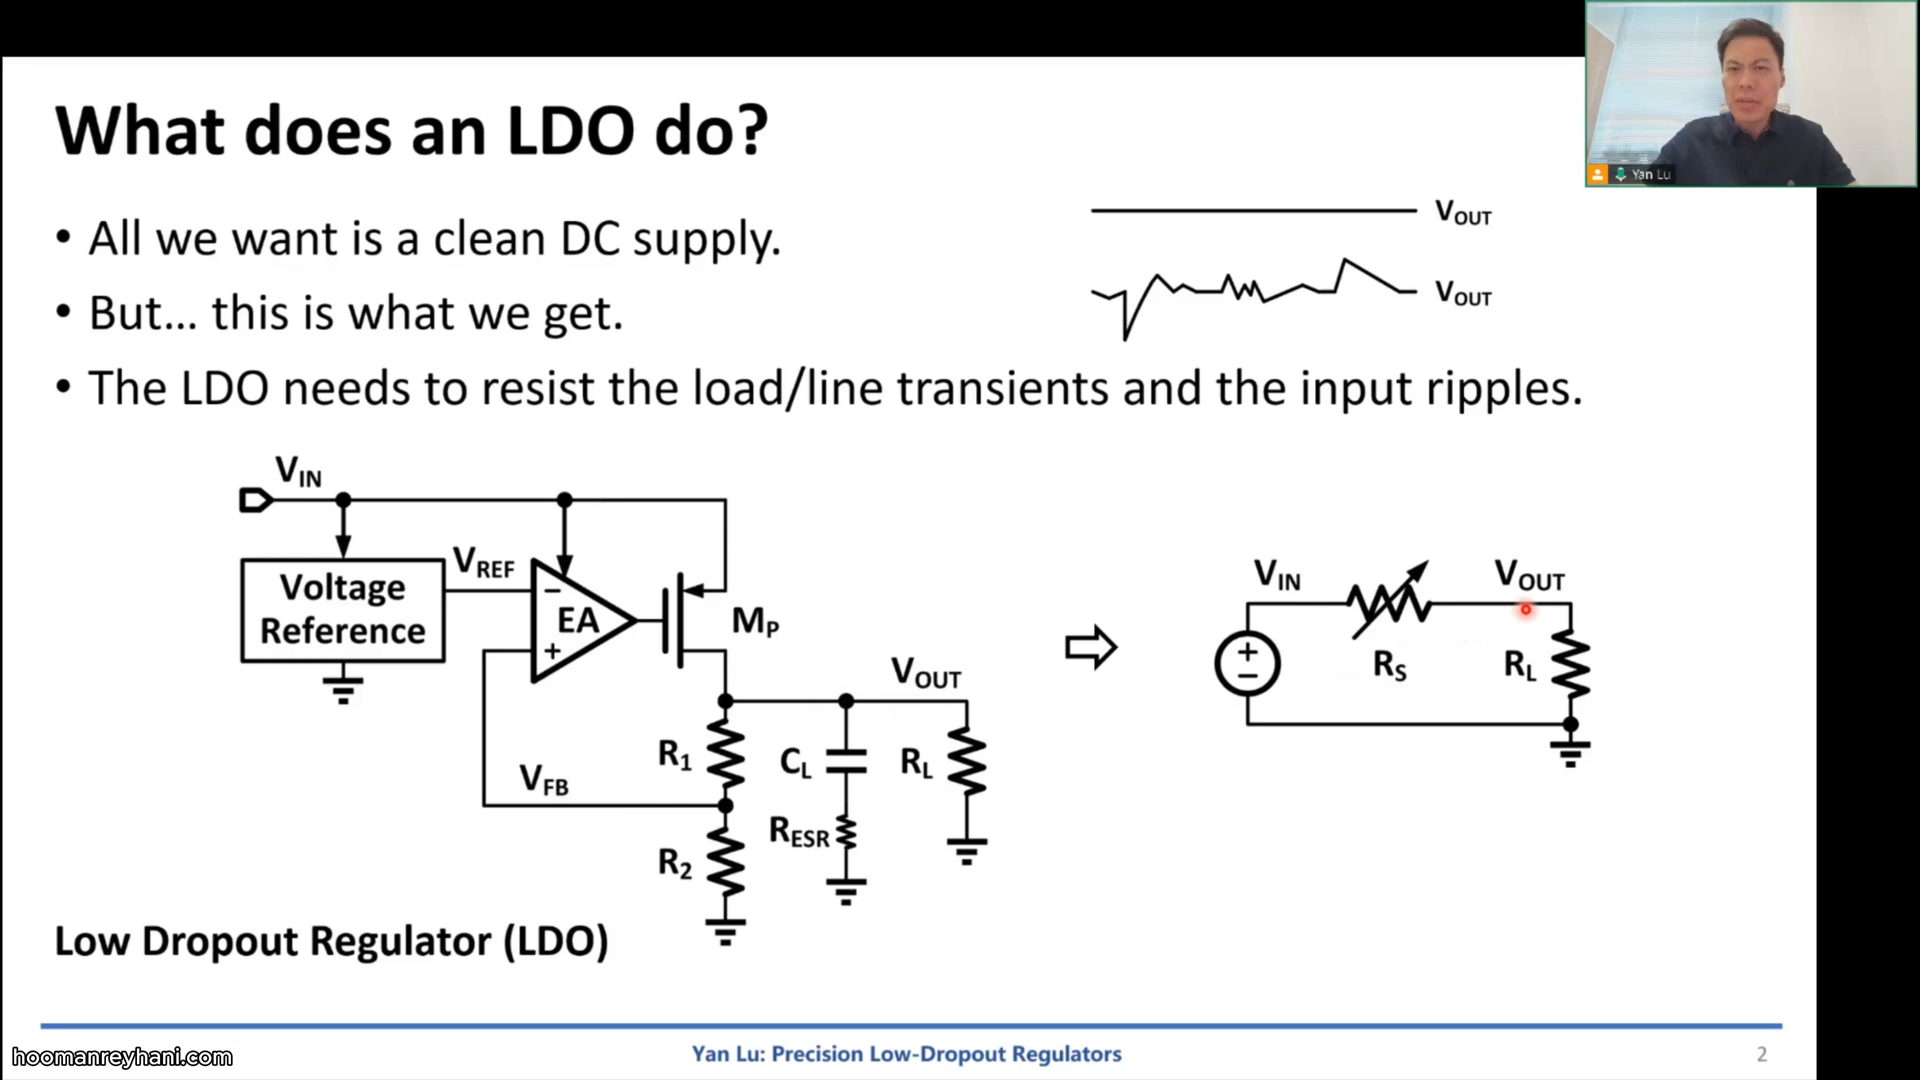 What does an LDO do?
• All we want is a clean DC supply.
• But... this is what we get.
• The LDO needs to resist the load/line transients and the input ripples.
VOUT
VOUT
VIN
Voltage
Reference
VREF
−
EA
+
MP
VOUT
R1
CL
RL
VFB
RESR
R2
VIN
VOUT
+
−
RS
RL
Low Dropout Regulator (LDO)
Yan Lu: Precision Low-Dropout Regulators
2
Yan Lu
hoomanreyhani.com